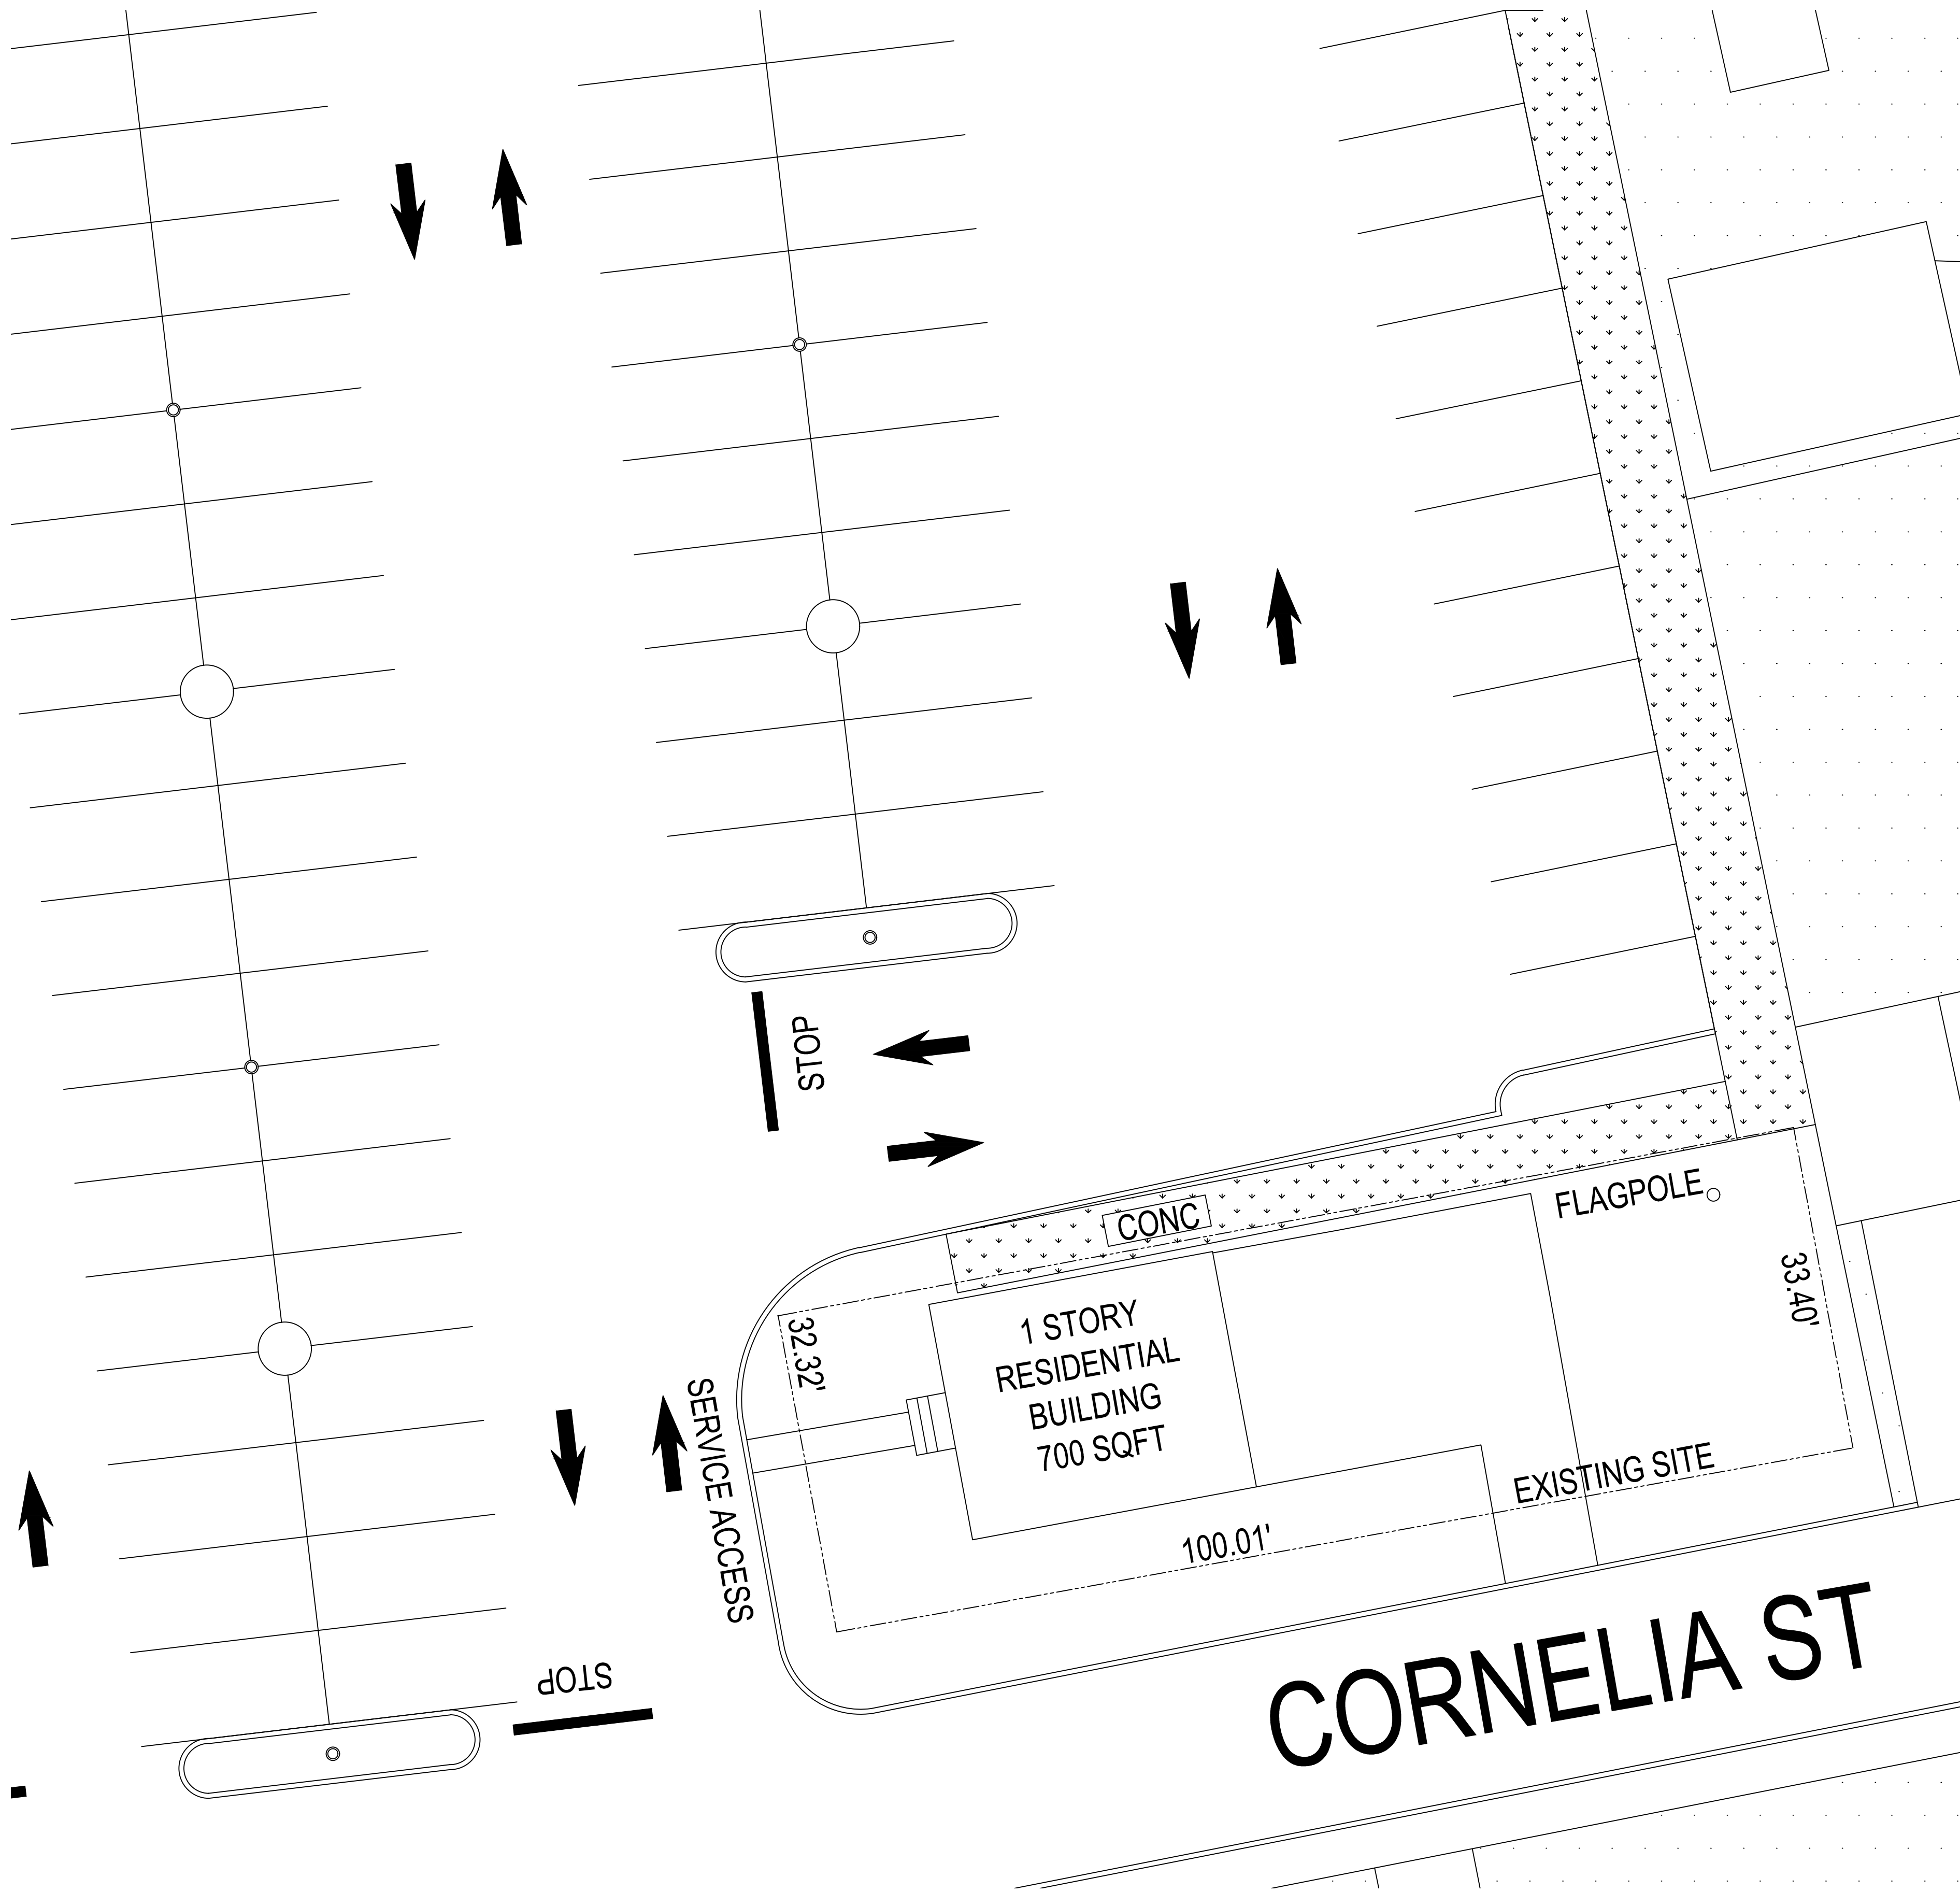 STOP
CONC
FLAGPOLE
33.40'
32.32'
1 STORY
RESIDENTIAL
BUILDING
700 SQFT
SERVICE ACCESS
EXISTING SITE
100.01'
STOP
CORNELIA ST